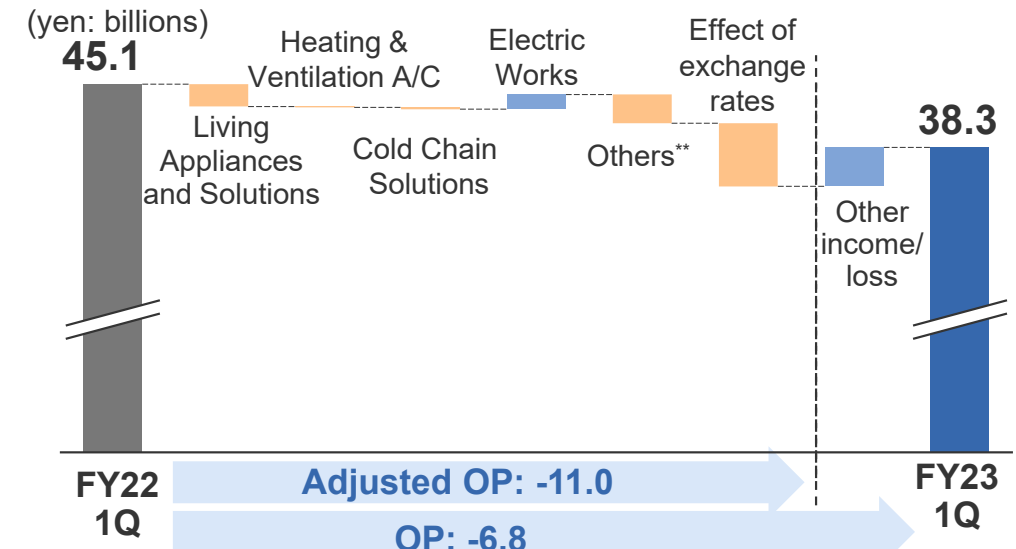 (yen: billions)
45.1
Heating &
Ventilation A/C
Electric
Works
Effect of
exchange
rates
38.3
Living
Appliances
and Solutions
Cold Chain
Solutions
Others**
Other
income/
loss
FY22
1Q
Adjusted OP: -11.0
OP: -6.8
FY23
1Q